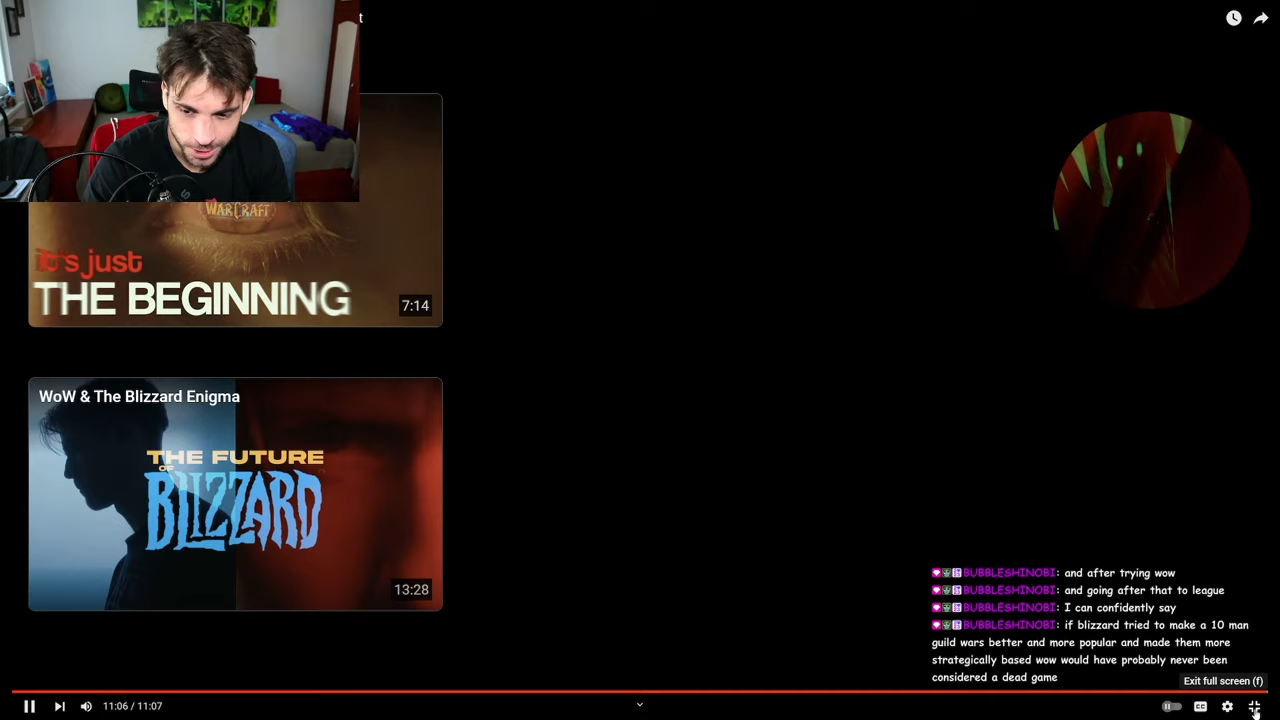 t
WARCRAFT
it's just
THE BEGINNING
7:14
WoW & The Blizzard Enigma
THE FUTURE
OF
BLIZZARD
13:28
BUBBLESHINOBI: and after trying wow
BUBBLESHINOBI: and going after that to league
BUBBLESHINOBI: I can confidently say
BUBBLESHINOBI: if blizzard tried to make a 10 man
guild wars better and more popular and made them more
strategically based wow would have probably never been
considered a dead game
Exit full screen (f)
11:06 / 11:07
CC